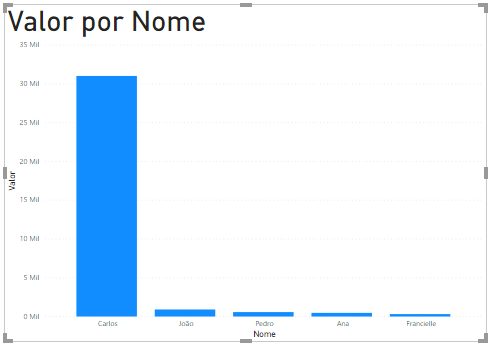 Valor por Nome
35 Mil
30 Mil
25 Mil
20 Mil
15 Mil
10 Mil
5 Mil
0 Mil
Valor
Carlos João Pedro Ana Francielle
Nome